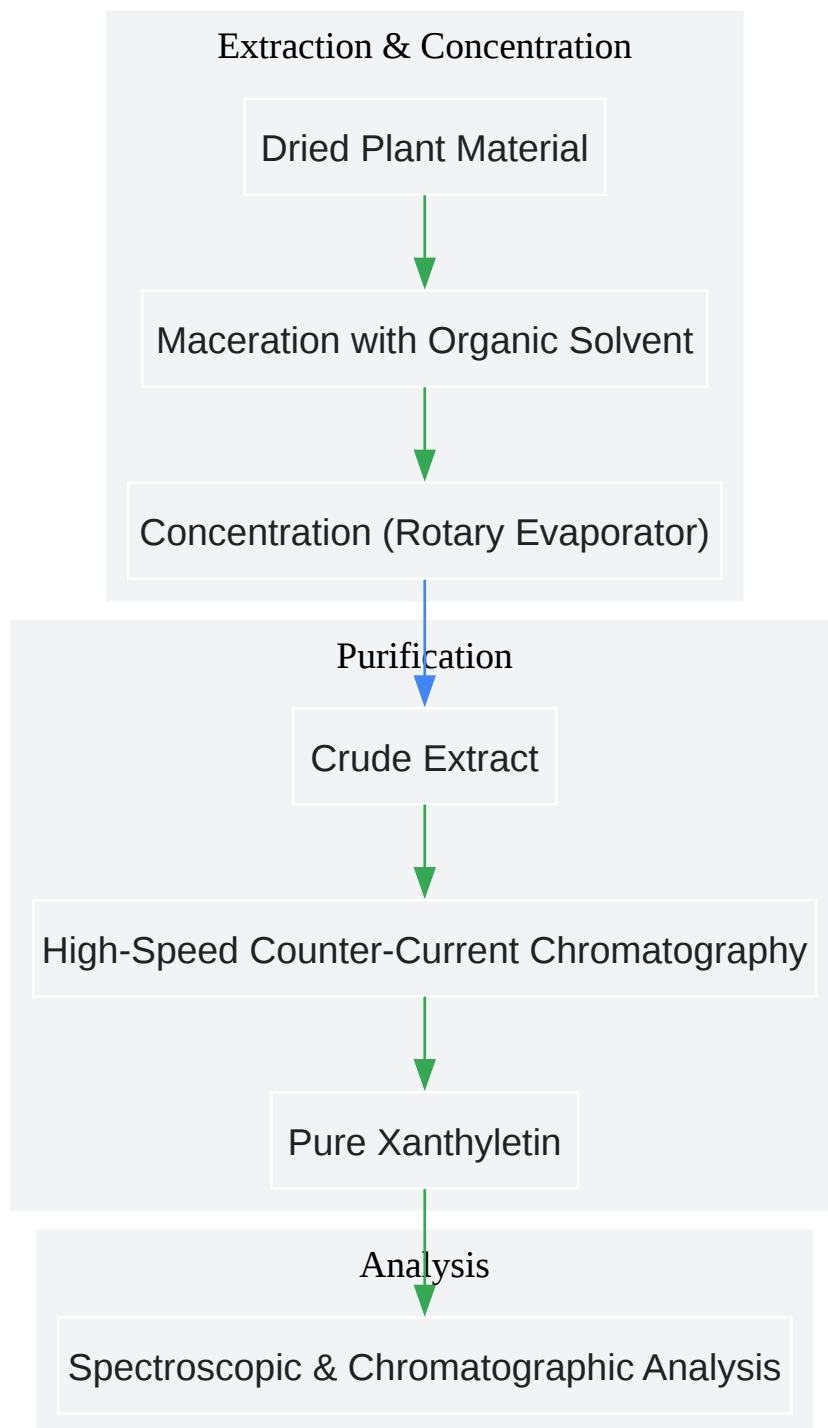 Extraction & Concentration
Dried Plant Material
Maceration with Organic Solvent
Concentration (Rotary Evaporator)
Purification
Crude Extract
High-Speed Counter-Current Chromatography
Pure Xanthyletin
Analysis
Spectroscopic & Chromatographic Analysis